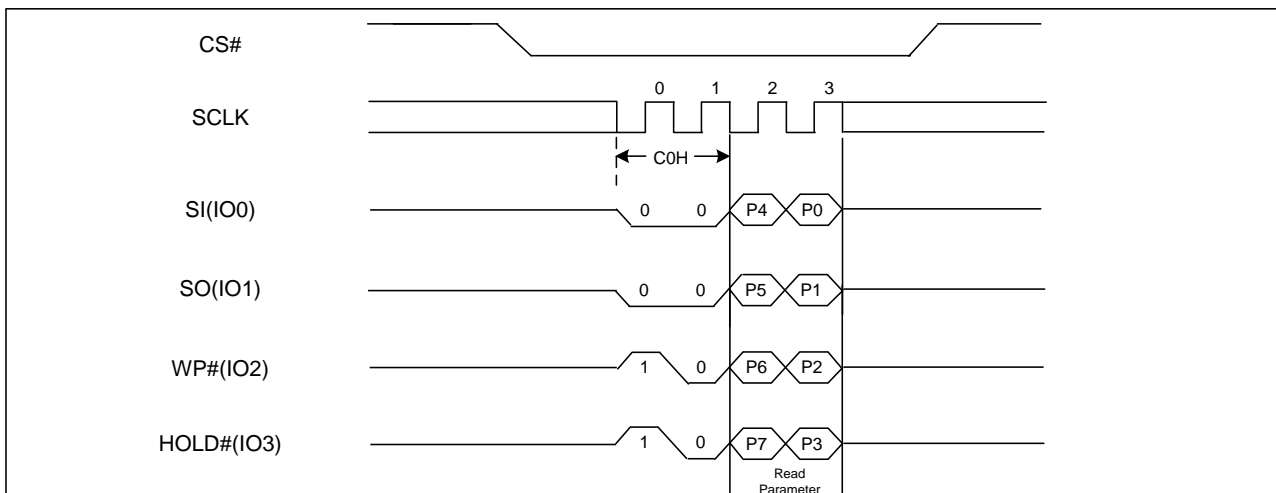 CS#
0 1 2 3
SCLK
C0H
SI(IO0) 0 0 P4 P0
SO(IO1) 0 0 P5 P1
WP#(IO2) 1 0 P6 P2
HOLD#(IO3) 1 0 P7 P3
Read
Parameter